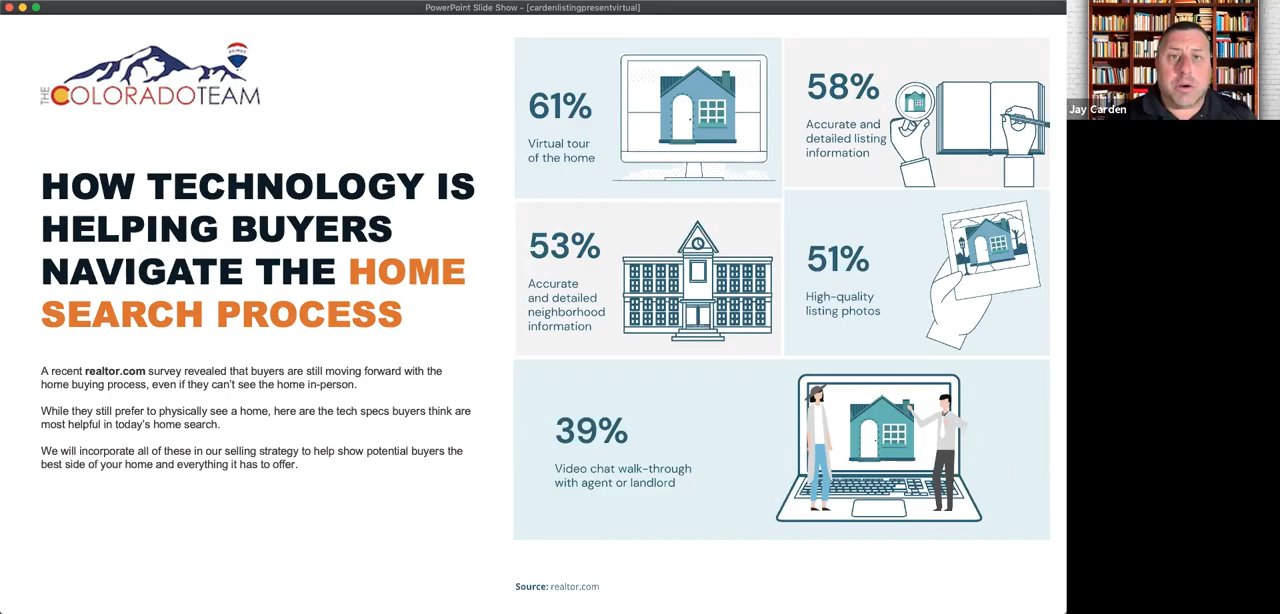 PowerPoint Slide Show - [cardenlistingpresentvirtual]
RE/MAX
THE COLORADOTEAM
HOW TECHNOLOGY IS
HELPING BUYERS
NAVIGATE THE HOME
SEARCH PROCESS
A recent realtor.com survey revealed that buyers are still moving forward with the
home buying process, even if they can't see the home in-person.
While they still prefer to physically see a home, here are the tech specs buyers think are
most helpful in today's home search.
We will incorporate all of these in our selling strategy to help show potential buyers the
best side of your home and everything it has to offer.
61%
Virtual tour
of the home
58%
Accurate and
detailed listing
information
53%
Accurate
and detailed
neighborhood
information
51%
High-quality
listing photos
39%
Video chat walk-through
with agent or landlord
Source: realtor.com
Jay Carden